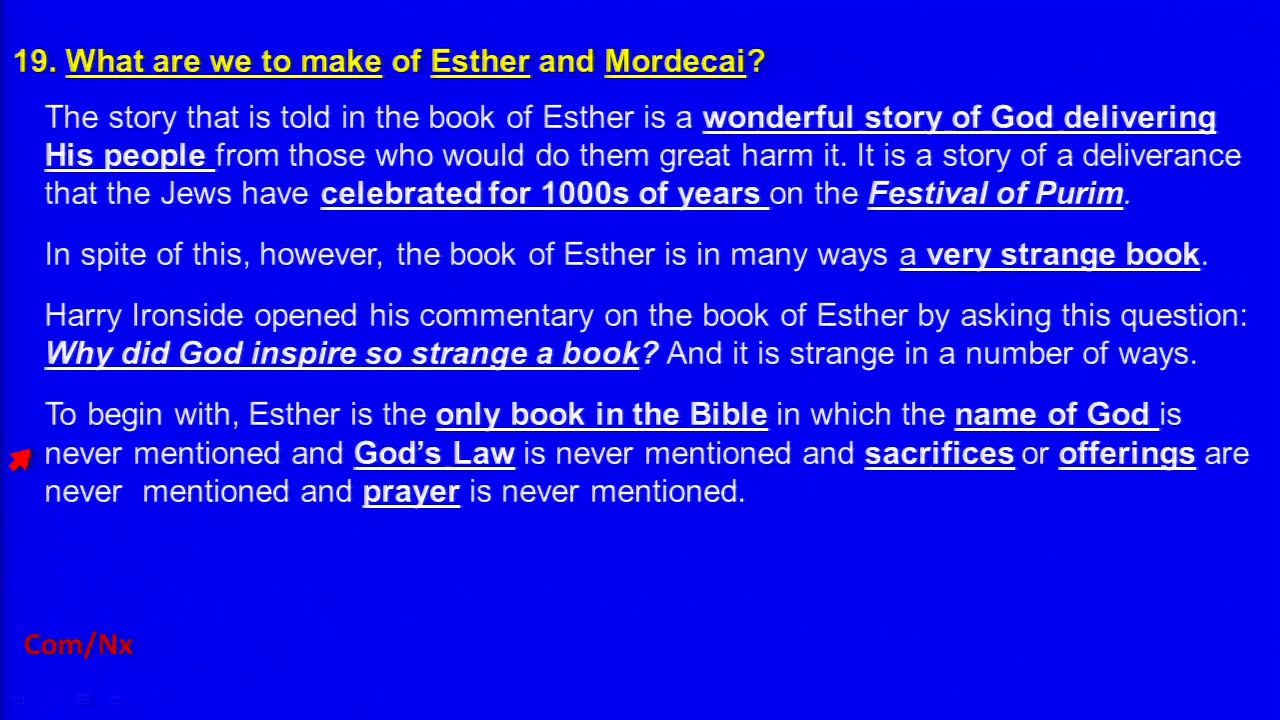 19. What are we to make of Esther and Mordecai?
The story that is told in the book of Esther is a wonderful story of God delivering
His people from those who would do them great harm it. It is a story of a deliverance
that the Jews have celebrated for 1000s of years on the Festival of Purim.
In spite of this, however, the book of Esther is in many ways a very strange book.
Harry Ironside opened his commentary on the book of Esther by asking this question:
Why did God inspire so strange a book? And it is strange in a number of ways.
To begin with, Esther is the only book in the Bible in which the name of God is
never mentioned and God’s Law is never mentioned and sacrifices or offerings are
never mentioned and prayer is never mentioned.
Com/Nx